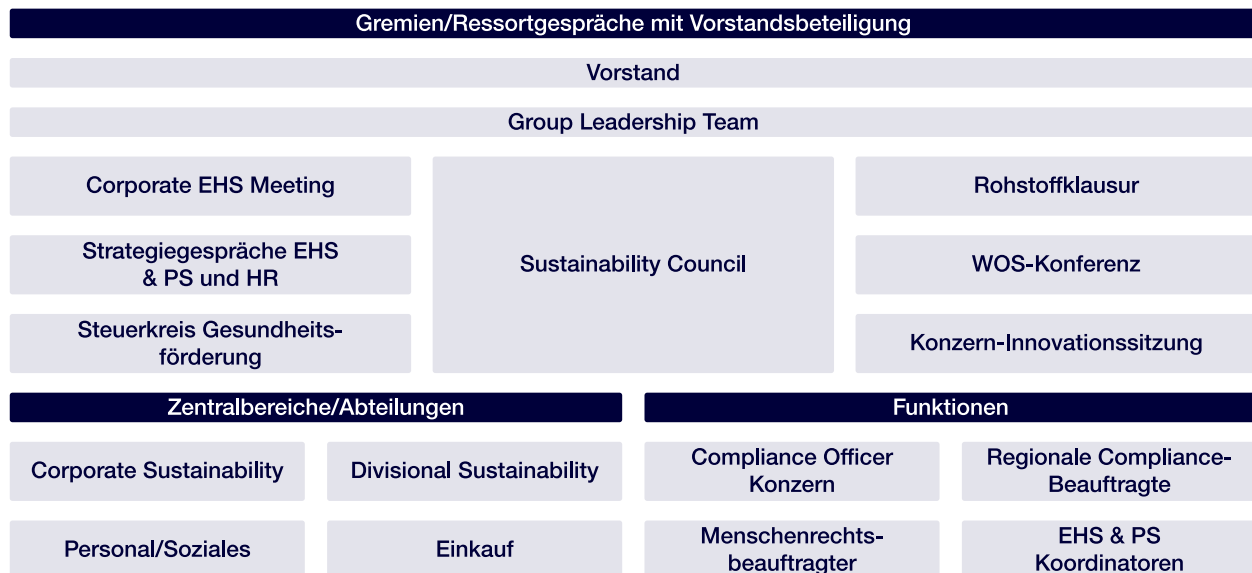 Gremien/Ressortgespräche mit Vorstandsbeteiligung
Vorstand
Group Leadership Team
Corporate EHS Meeting
Strategiegespräche EHS
& PS und HR
Steuerkreis Gesundheits-
förderung
Sustainability Council
Rohstoffklausur
WOS-Konferenz
Konzern-Innovationssitzung
Zentralbereiche/Abteilungen
Corporate Sustainability
Divisional Sustainability
Personal/Soziales
Einkauf
Funktionen
Compliance Officer
Konzern
Regionale Compliance-
Beauftragte
Menschenrechts-
beauftragter
EHS & PS
Koordinatoren